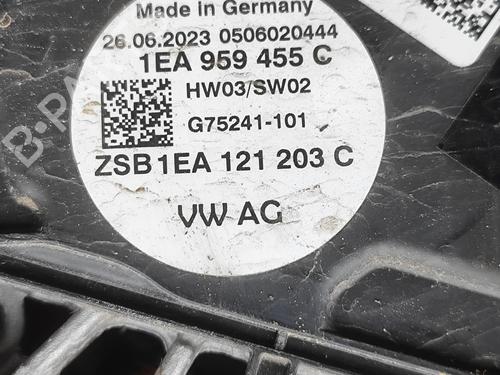 Made in Germany
26.06.2023 0506020444
1EA 959 455 C
HW03/SW02
G75241-101
ZSB 1EA 121 203 C
VW AG